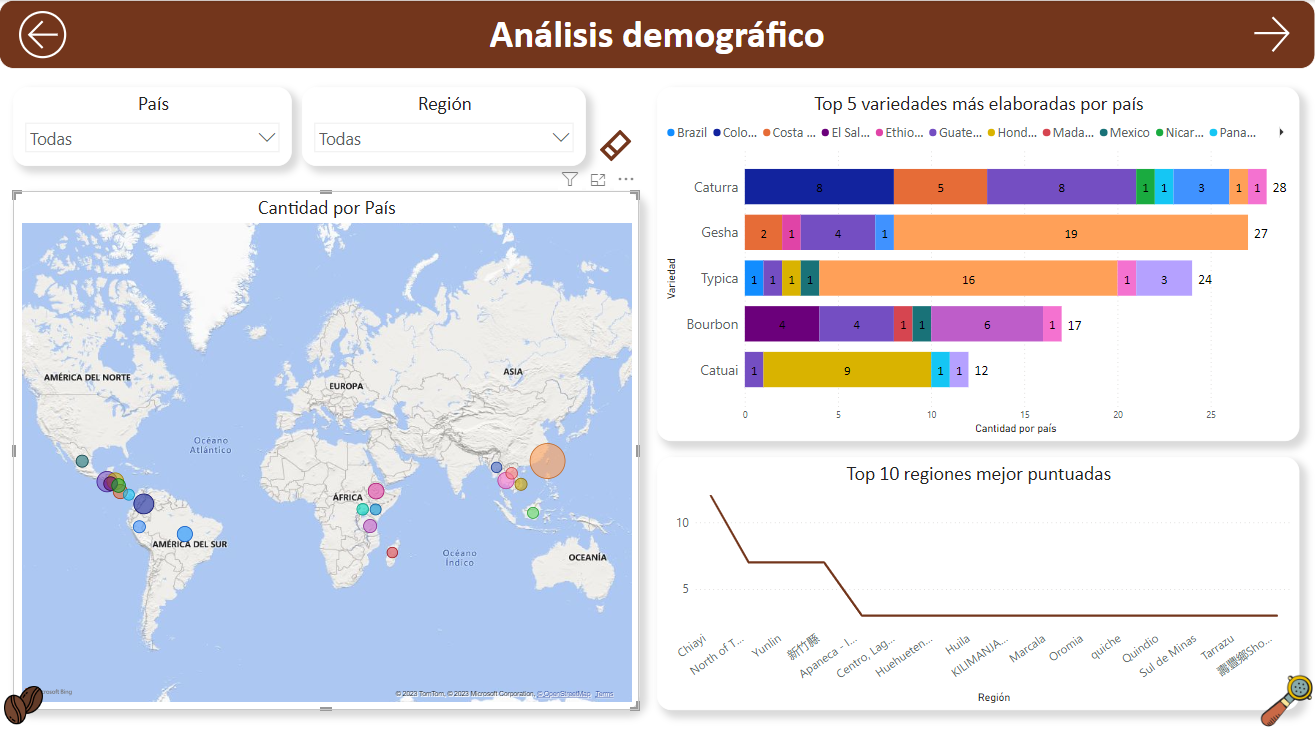 Análisis demográfico
País
Todas
Región
Todas
Cantidad por País
AMÉRICA DEL NORTE
EUROPA
ASIA
Océano
Atlántico
ÁFRICA
AMÉRICA DEL SUR
Océano
Índico
OCEANÍA
© 2023 TomTom, © 2023 Microsoft Corporation, © OpenStreetMap Terms
Top 5 variedades más elaboradas por país
Brazil Colo... Costa ... El Sal... Ethio... Guate... Hond... Mada... Mexico Nicar... Pana...
Variedad
Caturra 8 5 8 1 1 3 1 1 28
Gesha 2 1 4 1 19 27
Typica 1 1 1 1 16 1 3 24
Bourbon 4 4 1 1 6 1 17
Catuai 1 9 1 1 12
0 5 10 15 20 25
Cantidad por país
Top 10 regiones mejor puntuadas
10
5
Chiayi
North of T...
Yunlin
新竹縣
Apaneca - I...
Centro, Lag...
Huehueten...
Huila
KILIMANJA...
Marcala
Oromia
quiche
Quindio
Sul de Minas
Tarrazu
壽豐鄉Sho...
Región